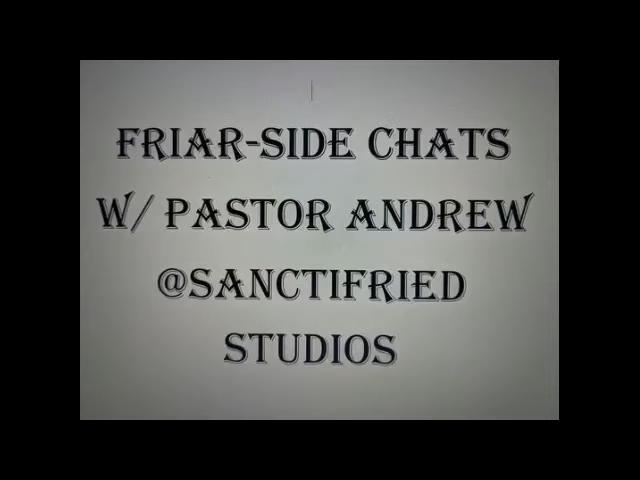 FRIAR-SIDE CHATS
W/ PASTOR ANDREW
@SANCTIFRIED
STUDIOS